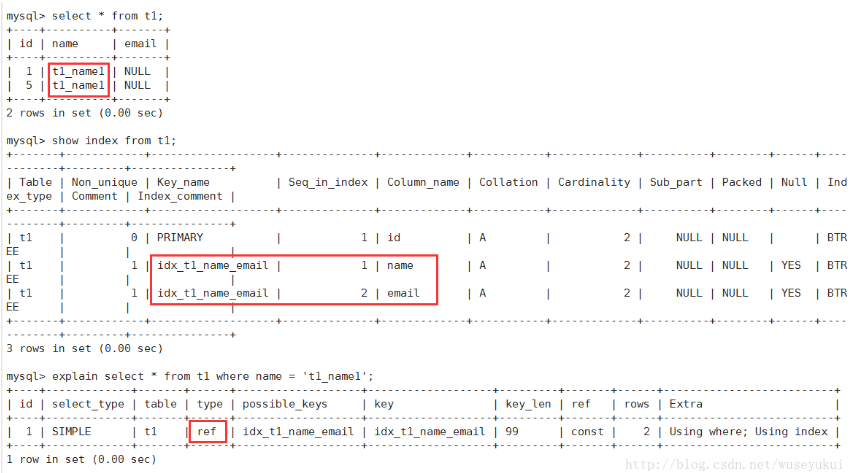 mysql> select * from t1;
+----+----------+-------+
| id | name     | email |
+----+----------+-------+
|  1 | t1_name1 | NULL  |
|  5 | t1_name1 | NULL  |
+----+----------+-------+
2 rows in set (0.00 sec)
mysql> show index from t1;
+-------+------------+-------------------+--------------+-------------+-----------+-------------+----------+--------+------+----
--------+---------+---------------+
| Table | Non_unique | Key_name          | Seq_in_index | Column_name | Collation | Cardinality | Sub_part | Packed | Null | Ind
ex_type | Comment | Index_comment |
+-------+------------+-------------------+--------------+-------------+-----------+-------------+----------+--------+------+----
--------+---------+---------------+
| t1    |          0 | PRIMARY           |            1 | id          | A         |           2 |     NULL | NULL   |      | BTR
EE      |         |               |
| t1    |          1 | idx_t1_name_email |            1 | name        | A         |           2 |     NULL | NULL   | YES  | BTR
EE      |         |               |
| t1    |          1 | idx_t1_name_email |            2 | email       | A         |           2 |     NULL | NULL   | YES  | BTR
EE      |         |               |
+-------+------------+-------------------+--------------+-------------+-----------+-------------+----------+--------+------+----
--------+---------+---------------+
3 rows in set (0.00 sec)
mysql> explain select * from t1 where name = 't1_name1';
+----+-------------+-------+------+-------------------+-------------------+---------+-------+------+--------------------------+
| id | select_type | table | type | possible_keys     | key               | key_len | ref   | rows | Extra                    |
+----+-------------+-------+------+-------------------+-------------------+---------+-------+------+--------------------------+
|  1 | SIMPLE      | t1    | ref  | idx_t1_name_email | idx_t1_name_email | 99      | const |    2 | Using where; Using index |
+----+-------------+-------+------+-------------------+-------------------+---------+-------+------+--------------------------+
1 row in set (0.00 sec)
http://blog.csdn.net/wuseyukui